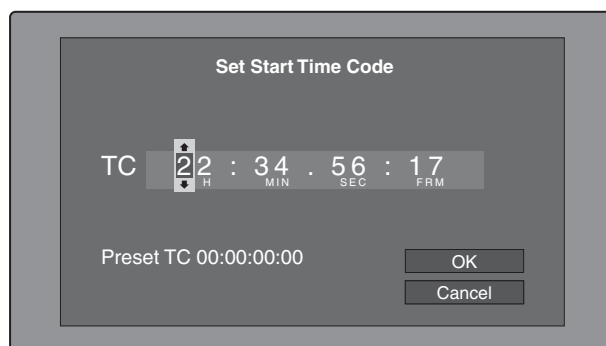 Set Start Time Code
TC 22 : 34 . 56 : 17
H MIN SEC FRM
Preset TC 00:00:00:00
OK
Cancel